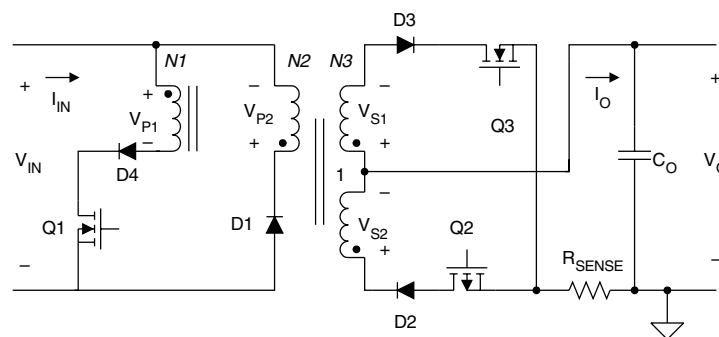 D3
N1
N2
N3
+
I_IN
+
−
−
+
I_O
+
V_P1
V_P2
V_S1
Q3
−
+
+
V_IN
D4
1
−
C_O
V_O
Q1
D1
V_S2
Q2
+
R_SENSE
−
−
D2